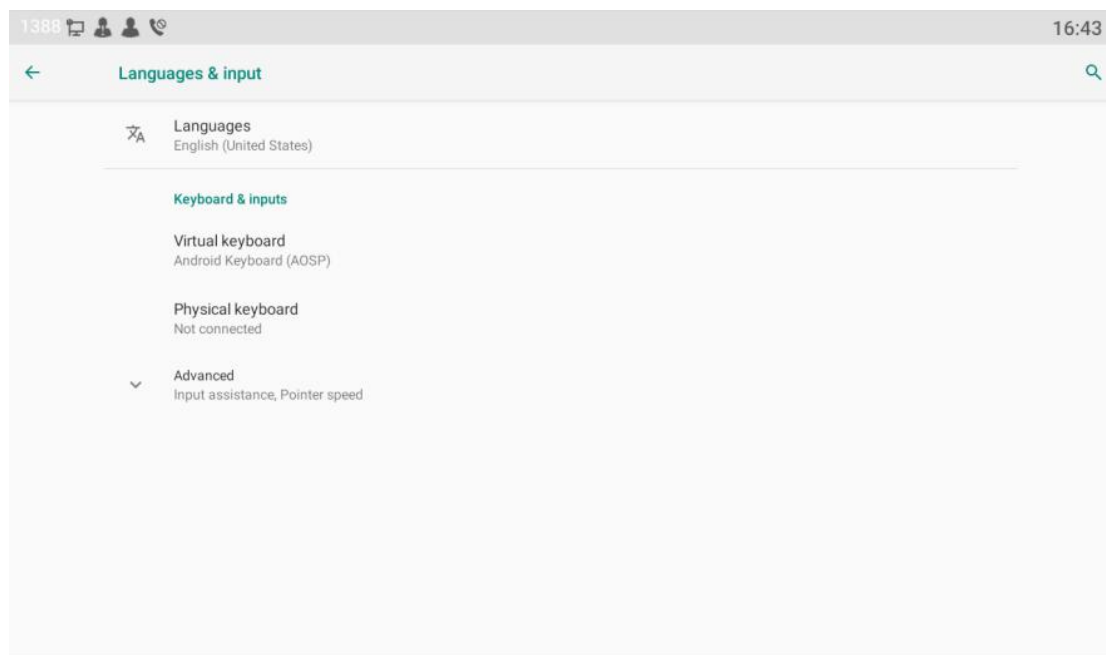 1388
16:43
Languages & input
Languages
English (United States)
Keyboard & inputs
Virtual keyboard
Android Keyboard (AOSP)
Physical keyboard
Not connected
Advanced
Input assistance, Pointer speed